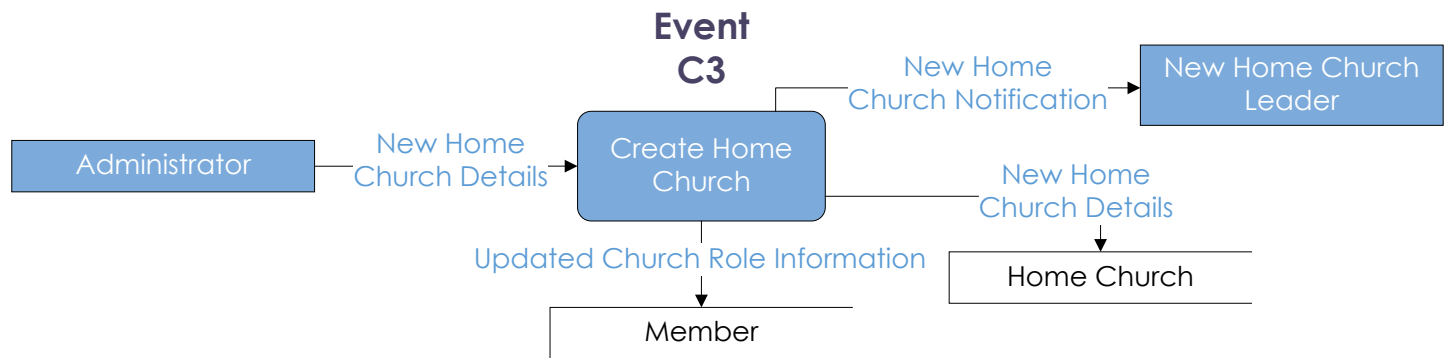 Event
C3
New Home
Church Notification
New Home Church
Leader
Administrator
New Home
Church Details
Create Home
Church
New Home
Church Details
Updated Church Role Information
Home Church
Member